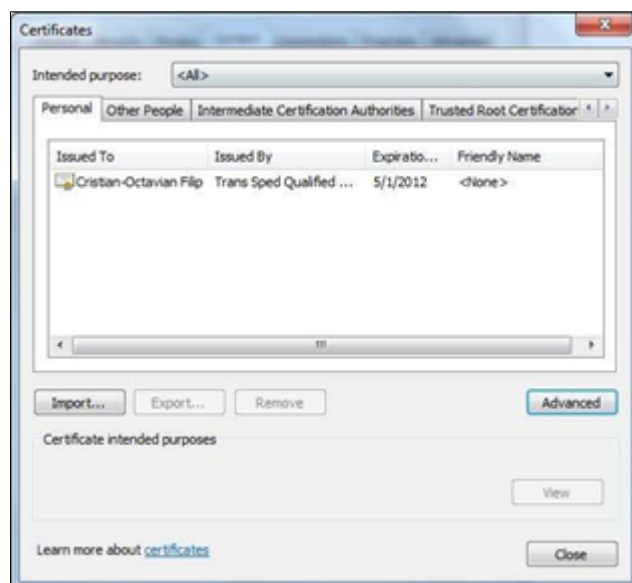 Certificates
Intended purpose: <All>
Personal Other People Intermediate Certification Authorities Trusted Root Certification
Issued To Issued By Expiratio... Friendly Name
Cristian-Octavian Filip Trans Sped Qualified ... 5/1/2012 <None>
Import... Export... Remove Advanced
Certificate intended purposes
View
Learn more about certificates
Close